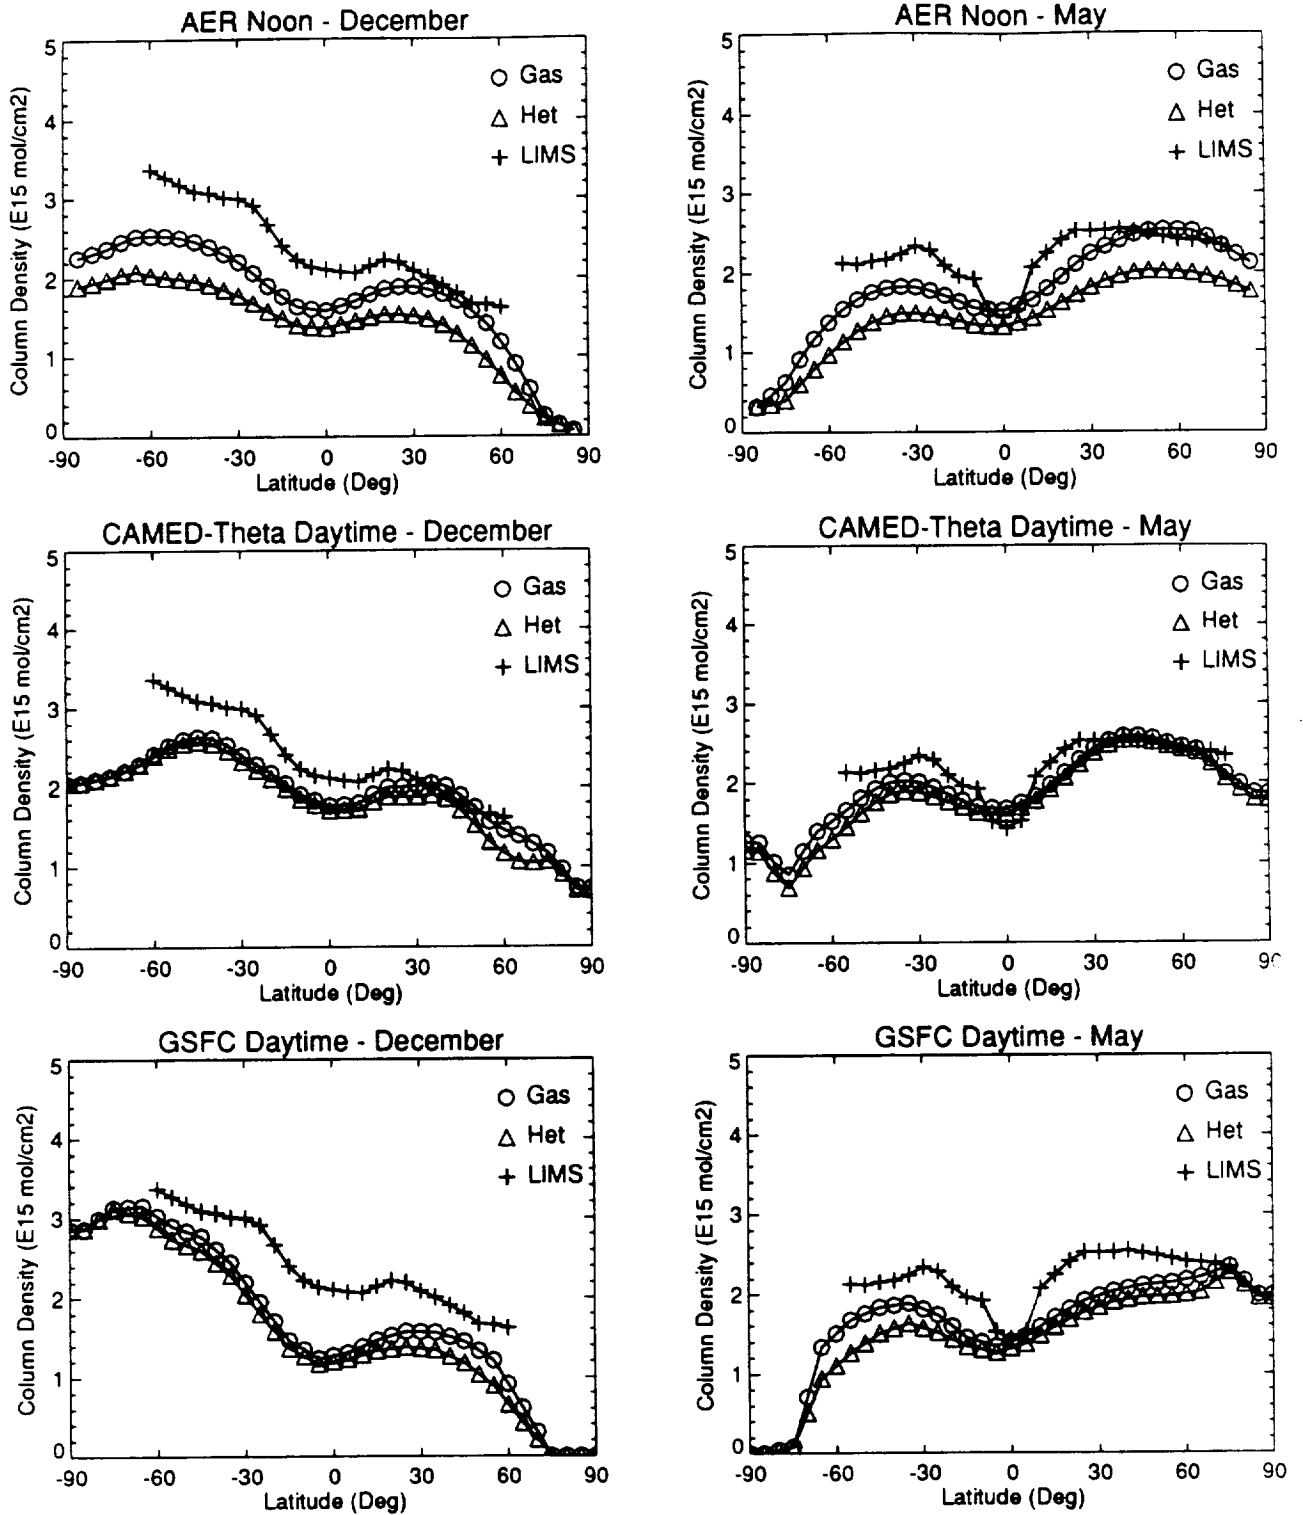 AER Noon - December
5
4
3
2
1
0
Column Density (E15 mol/cm2)
Gas
Het
LIMS
-90 -60 -30 0 30 60 90
Latitude (Deg)
AER Noon - May
5
4
3
2
1
0
Column Density (E15 mol/cm2)
Gas
Het
LIMS
-90 -60 -30 0 30 60 90
Latitude (Deg)
CAMED-Theta Daytime - December
5
4
3
2
1
0
Column Density (E15 mol/cm2)
Gas
Het
LIMS
-90 -60 -30 0 30 60 90
Latitude (Deg)
CAMED-Theta Daytime - May
5
4
3
2
1
0
Column Density (E15 mol/cm2)
Gas
Het
LIMS
-90 -60 -30 0 30 60 90
Latitude (Deg)
GSFC Daytime - December
5
4
3
2
1
0
Column Density (E15 mol/cm2)
Gas
Het
LIMS
-90 -60 -30 0 30 60 90
Latitude (Deg)
GSFC Daytime - May
5
4
3
2
1
0
Column Density (E15 mol/cm2)
Gas
Het
LIMS
-90 -60 -30 0 30 60 90
Latitude (Deg)